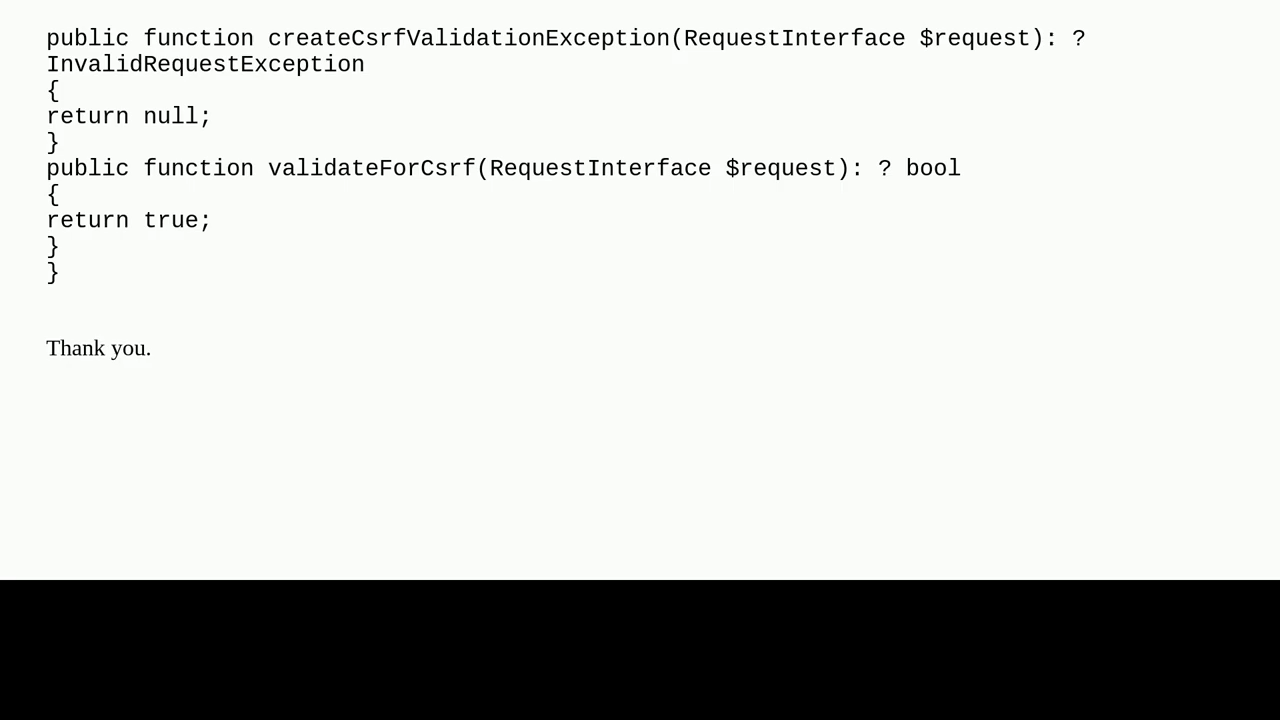 public function createCsrfValidationException(RequestInterface $request): ?
InvalidRequestException
{
return null;
}
public function validateForCsrf(RequestInterface $request): ? bool
{
return true;
}
}
Thank you.